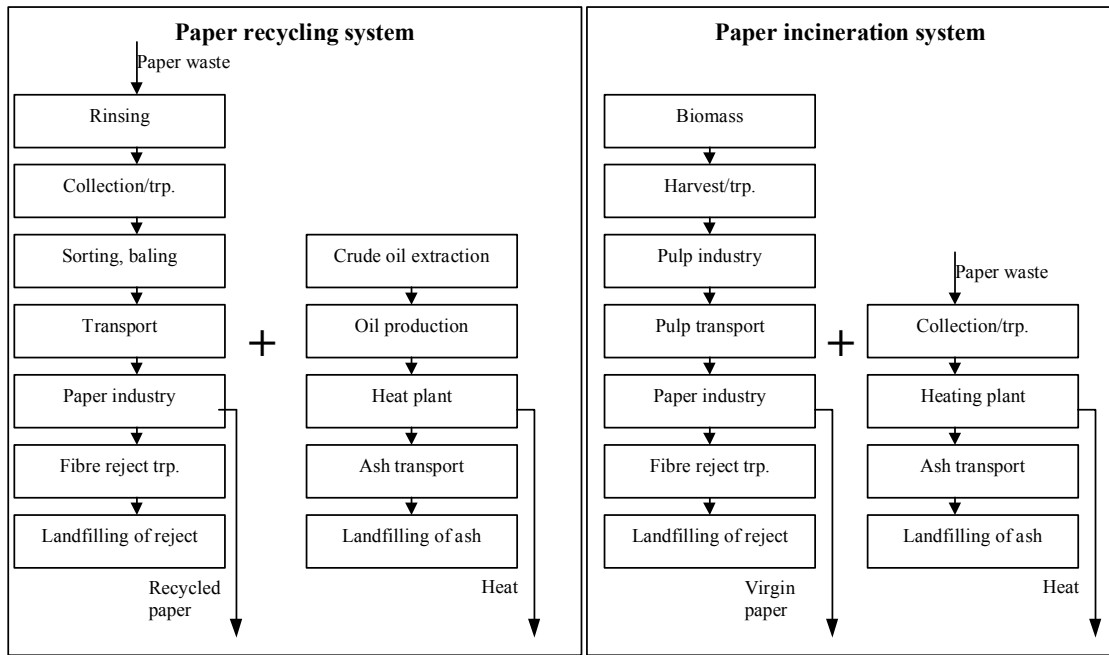 Paper recycling system
Paper waste
Rinsing
Collection/trp.
Sorting, baling
Transport
Paper industry
Fibre reject trp.
Landfilling of reject
Recycled
paper
+
Crude oil extraction
Oil production
Heat plant
Ash transport
Landfilling of ash
Heat
Paper incineration system
Biomass
Harvest/trp.
Pulp industry
Pulp transport
Paper industry
Fibre reject trp.
Landfilling of reject
Virgin
paper
+
Paper waste
Collection/trp.
Heating plant
Ash transport
Landfilling of ash
Heat